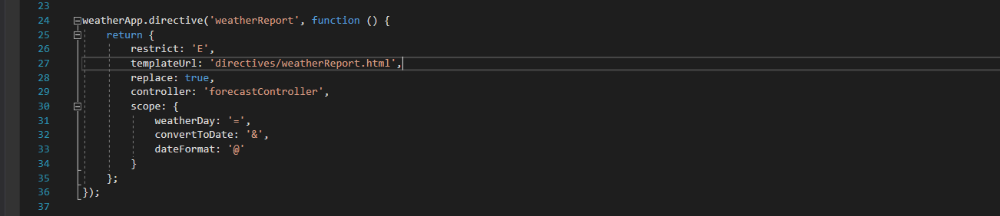 23
24 weatherApp.directive('weatherReport', function () {
25     return {
26         restrict: 'E',
27         templateUrl: 'directives/weatherReport.html',
28         replace: true,
29         controller: 'forecastController',
30         scope: {
31             weatherDay: '=',
32             convertToDate: '&',
33             dateFormat: '@'
34         }
35     };
36 });
37